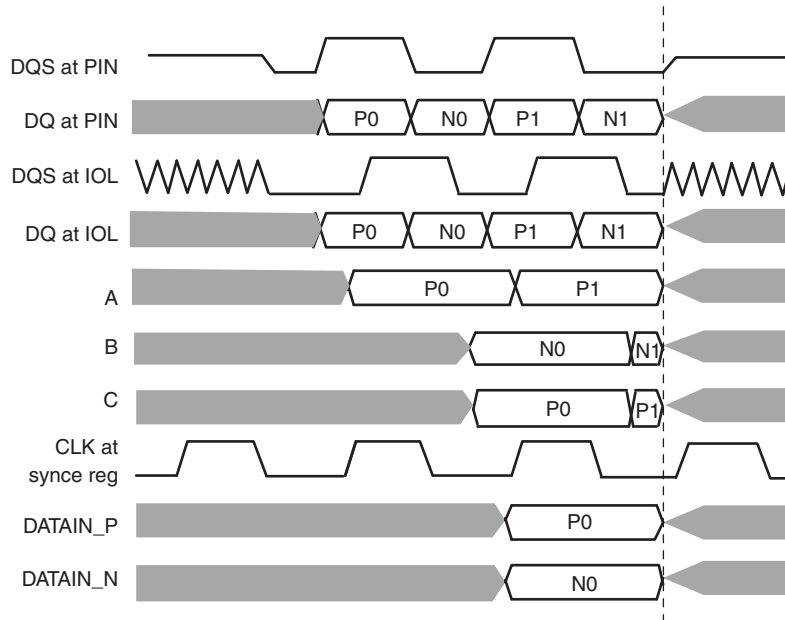 DQS at PIN
DQ at PIN P0 N0 P1 N1
DQS at IOL
DQ at IOL P0 N0 P1 N1
A P0 P1
B N0 N1
C P0 P1
CLK at
synce reg
DATAIN_P P0
DATAIN_N N0